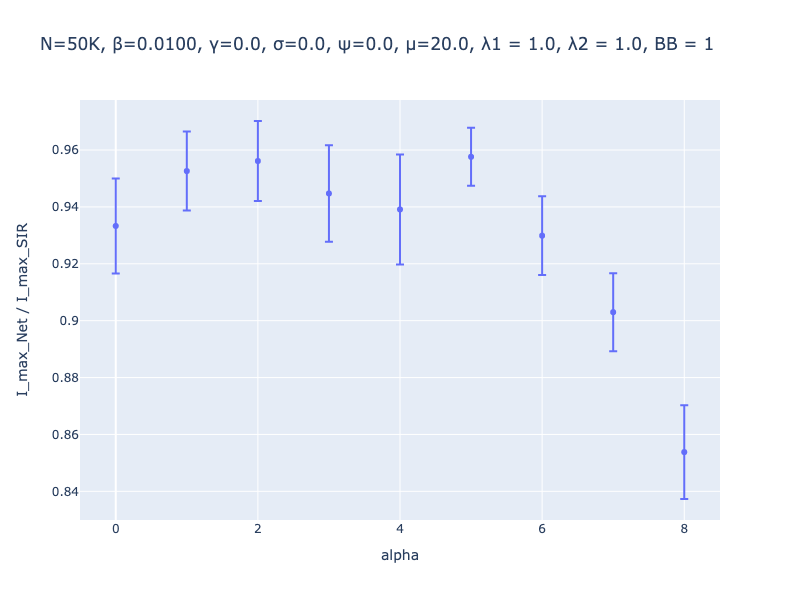 N=50K, β=0.0100, γ=0.0, σ=0.0, ψ=0.0, μ=20.0, λ1 = 1.0, λ2 = 1.0, BB = 1
I_max_Net / I_max_SIR
0.96
0.94
0.92
0.9
0.88
0.86
0.84
0 2 4 6 8
alpha